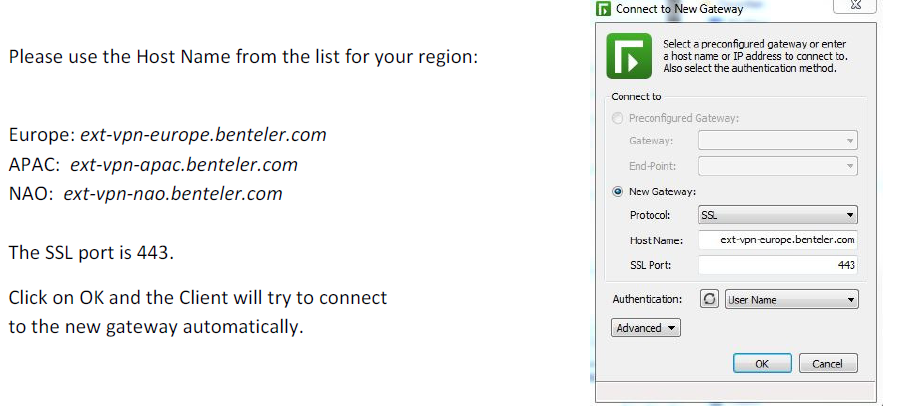 Please use the Host Name from the list for your region:
Europe: ext-vpn-europe.benteler.com
APAC: ext-vpn-apac.benteler.com
NAO: ext-vpn-nao.benteler.com
The SSL port is 443.
Click on OK and the Client will try to connect
to the new gateway automatically.
Connect to New Gateway
Select a preconfigured gateway or enter
a host name or IP address to connect to.
Also select the authentication method.
Connect to
Preconfigured Gateway:
Gateway:
End-Point:
New Gateway:
Protocol: SSL
Host Name: ext-vpn-europe.benteler.com
SSL Port: 443
Authentication: User Name
Advanced
OK Cancel